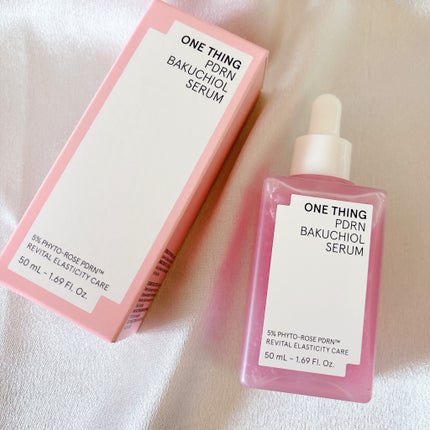 ONE THING
PDRN
BAKUCHIOL
SERUM
5% PHYTO-ROSE PDRN™
REVITAL ELASTICITY CARE
50 mL – 1.69 Fl. Oz.
ONE THING
PDRN
BAKUCHIOL
SERUM
5% PHYTO-ROSE PDRN™
REVITAL ELASTICITY CARE
50 mL – 1.69 Fl. Oz.